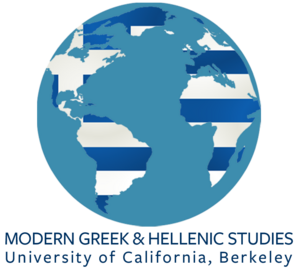 MODERN GREEK & HELLENIC STUDIES
University of California, Berkeley